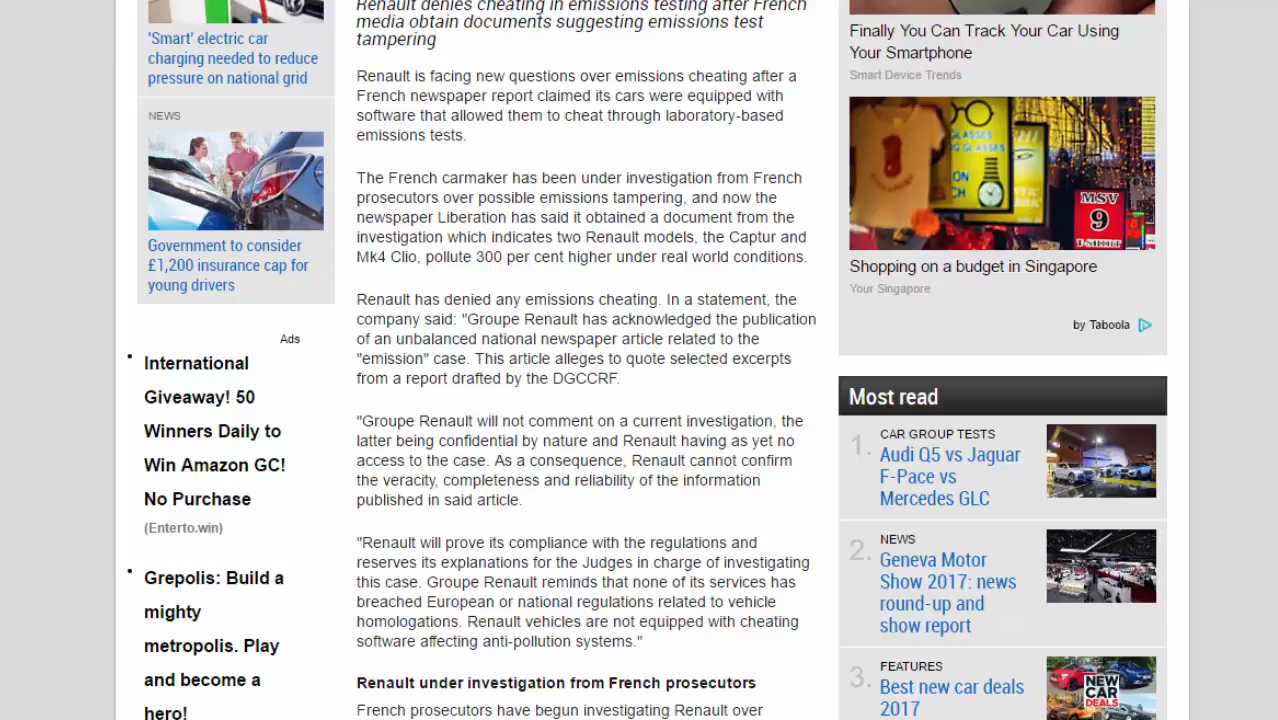 'Smart' electric car
charging needed to reduce
pressure on national grid
NEWS
Government to consider
£1,200 insurance cap for
young drivers
Ads
• International
Giveaway! 50
Winners Daily to
Win Amazon GC!
No Purchase
(Enterto.win)
• Grepolis: Build a
mighty
metropolis. Play
and become a
hero!
Renault denies cheating in emissions testing after French
media obtain documents suggesting emissions test
tampering
Renault is facing new questions over emissions cheating after a
French newspaper report claimed its cars were equipped with
software that allowed them to cheat through laboratory-based
emissions tests.
The French carmaker has been under investigation from French
prosecutors over possible emissions tampering, and now the
newspaper Liberation has said it obtained a document from the
investigation which indicates two Renault models, the Captur and
Mk4 Clio, pollute 300 per cent higher under real world conditions.
Renault has denied any emissions cheating. In a statement, the
company said: "Groupe Renault has acknowledged the publication
of an unbalanced national newspaper article related to the
"emission" case. This article alleges to quote selected excerpts
from a report drafted by the DGCCRF.
"Groupe Renault will not comment on a current investigation, the
latter being confidential by nature and Renault having as yet no
access to the case. As a consequence, Renault cannot confirm
the veracity, completeness and reliability of the information
published in said article.
"Renault will prove its compliance with the regulations and
reserves its explanations for the Judges in charge of investigating
this case. Groupe Renault reminds that none of its services has
breached European or national regulations related to vehicle
homologations. Renault vehicles are not equipped with cheating
software affecting anti-pollution systems."
Renault under investigation from French prosecutors
French prosecutors have begun investigating Renault over
Finally You Can Track Your Car Using
Your Smartphone
Smart Device Trends
GLASSES
GLASSES
MSV
9
Shopping on a budget in Singapore
Your Singapore
by Taboola
Most read
1. CAR GROUP TESTS
Audi Q5 vs Jaguar
F-Pace vs
Mercedes GLC
2. NEWS
Geneva Motor
Show 2017: news
round-up and
show report
3. FEATURES
Best new car deals
2017
NEW
CAR
DEALS